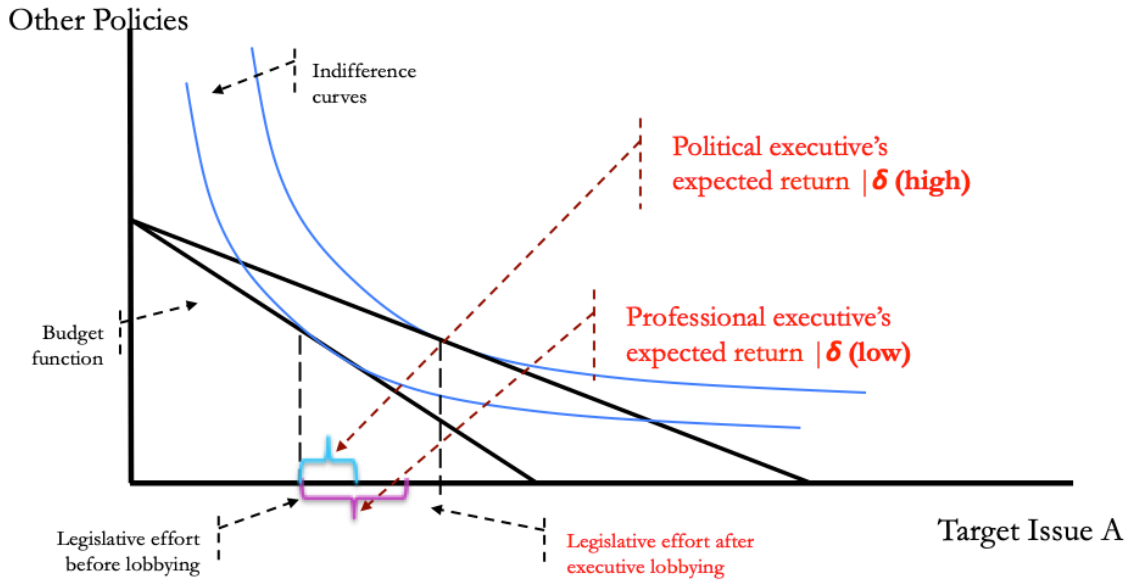 Other Policies
Indifference
curves
Political executive's
expected return |δ (high)
Budget
function
Professional executive's
expected return |δ (low)
Legislative effort
before lobbying
Legislative effort after
executive lobbying
Target Issue A